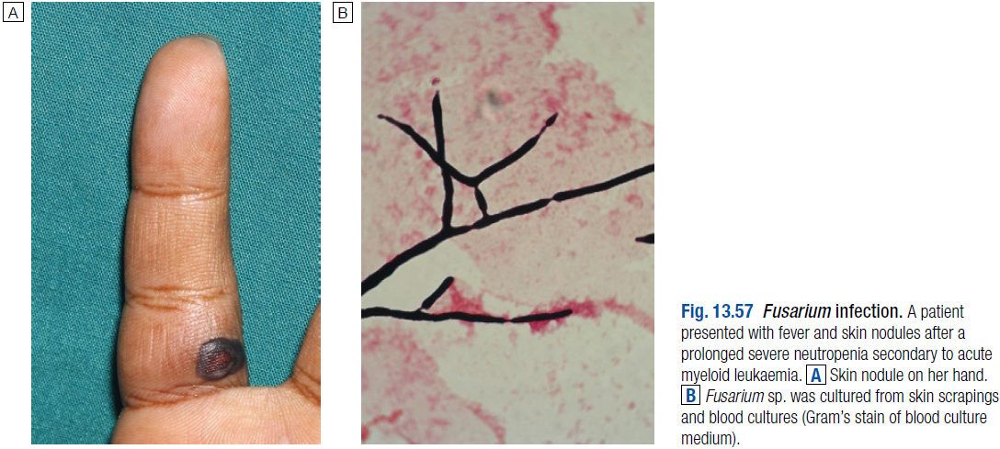 A
B
Fig. 13.57 Fusarium infection. A patient
presented with fever and skin nodules after a
prolonged severe neutropenia secondary to acute
myeloid leukaemia. A Skin nodule on her hand.
B Fusarium sp. was cultured from skin scrapings
and blood cultures (Gram's stain of blood culture
medium).